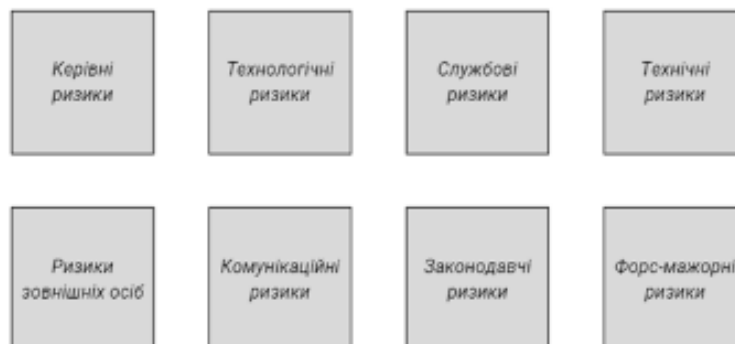 Керівні
ризики
Технологічні
ризики
Службові
ризики
Технічні
ризики
Ризики
зовнішніх осіб
Комунікаційні
ризики
Законодавчі
ризики
Форс-мажорні
ризики